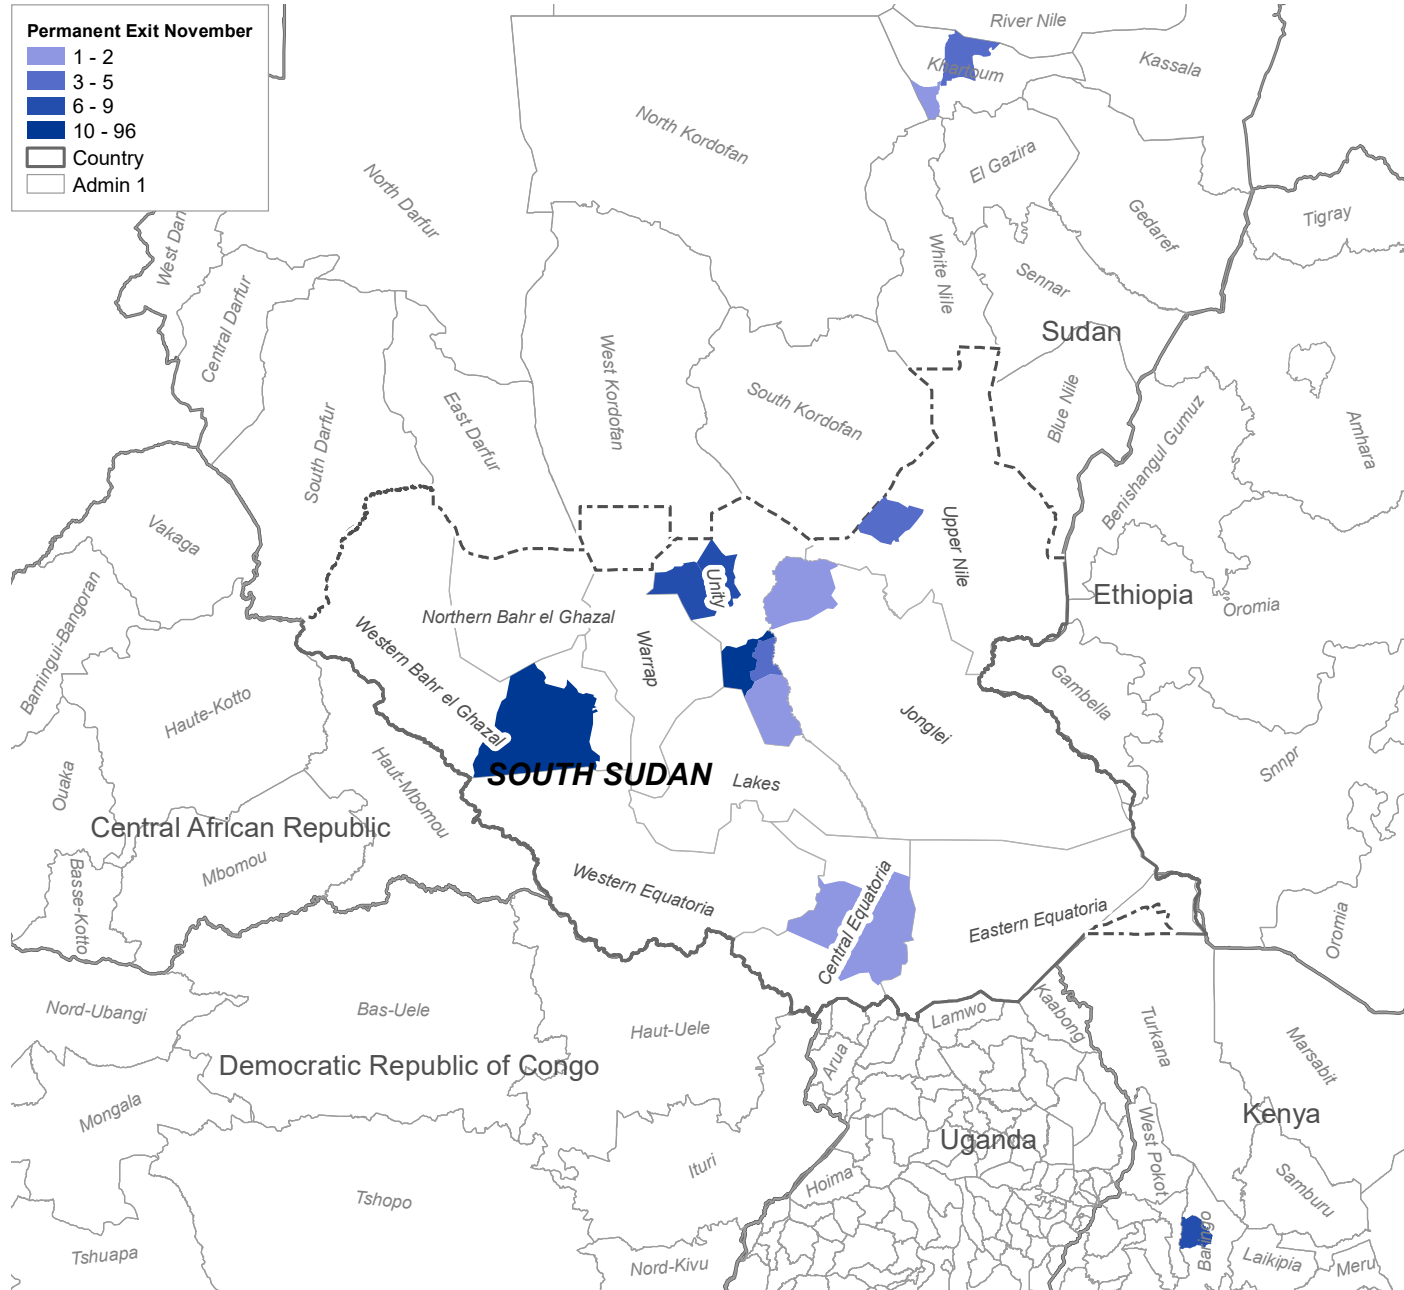 Permanent Exit November
1 - 2
3 - 5
6 - 9
10 - 96
Country
Admin 1
River Nile
Khartoum
Kassala
North Kordofan
El Gazira
North Darfur
Gedaref
Tigray
West Dar
White Nile
Sennar
Central Darfur
Sudan
West Kordofan
South Kordofan
Blue Nile
East Darfur
South Darfur
Benishangul Gumuz
Amhara
Vakaga
Upper Nile
Unity
Ethiopia
Oromia
Bamingui-Bangoran
Northern Bahr el Ghazal
Western Bahr el Ghazal
Warrap
Gambella
Haute-Kotto
Jonglei
Snnpr
Ouaka
Haut-Mbomou
SOUTH SUDAN
Lakes
Central African Republic
Mbomou
Basse-Kotto
Western Equatoria
Central Equatoria
Eastern Equatoria
Oromia
Nord-Ubangi
Bas-Uele
Haut-Uele
Lamwo
Kaabong
Turkana
Marsabit
Arua
Democratic Republic of Congo
Mongala
Kenya
Uganda
West Pokot
Ituri
Hoima
Samburu
Tshopo
Baringo
Tshuapa
Nord-Kivu
Laikipia
Meru